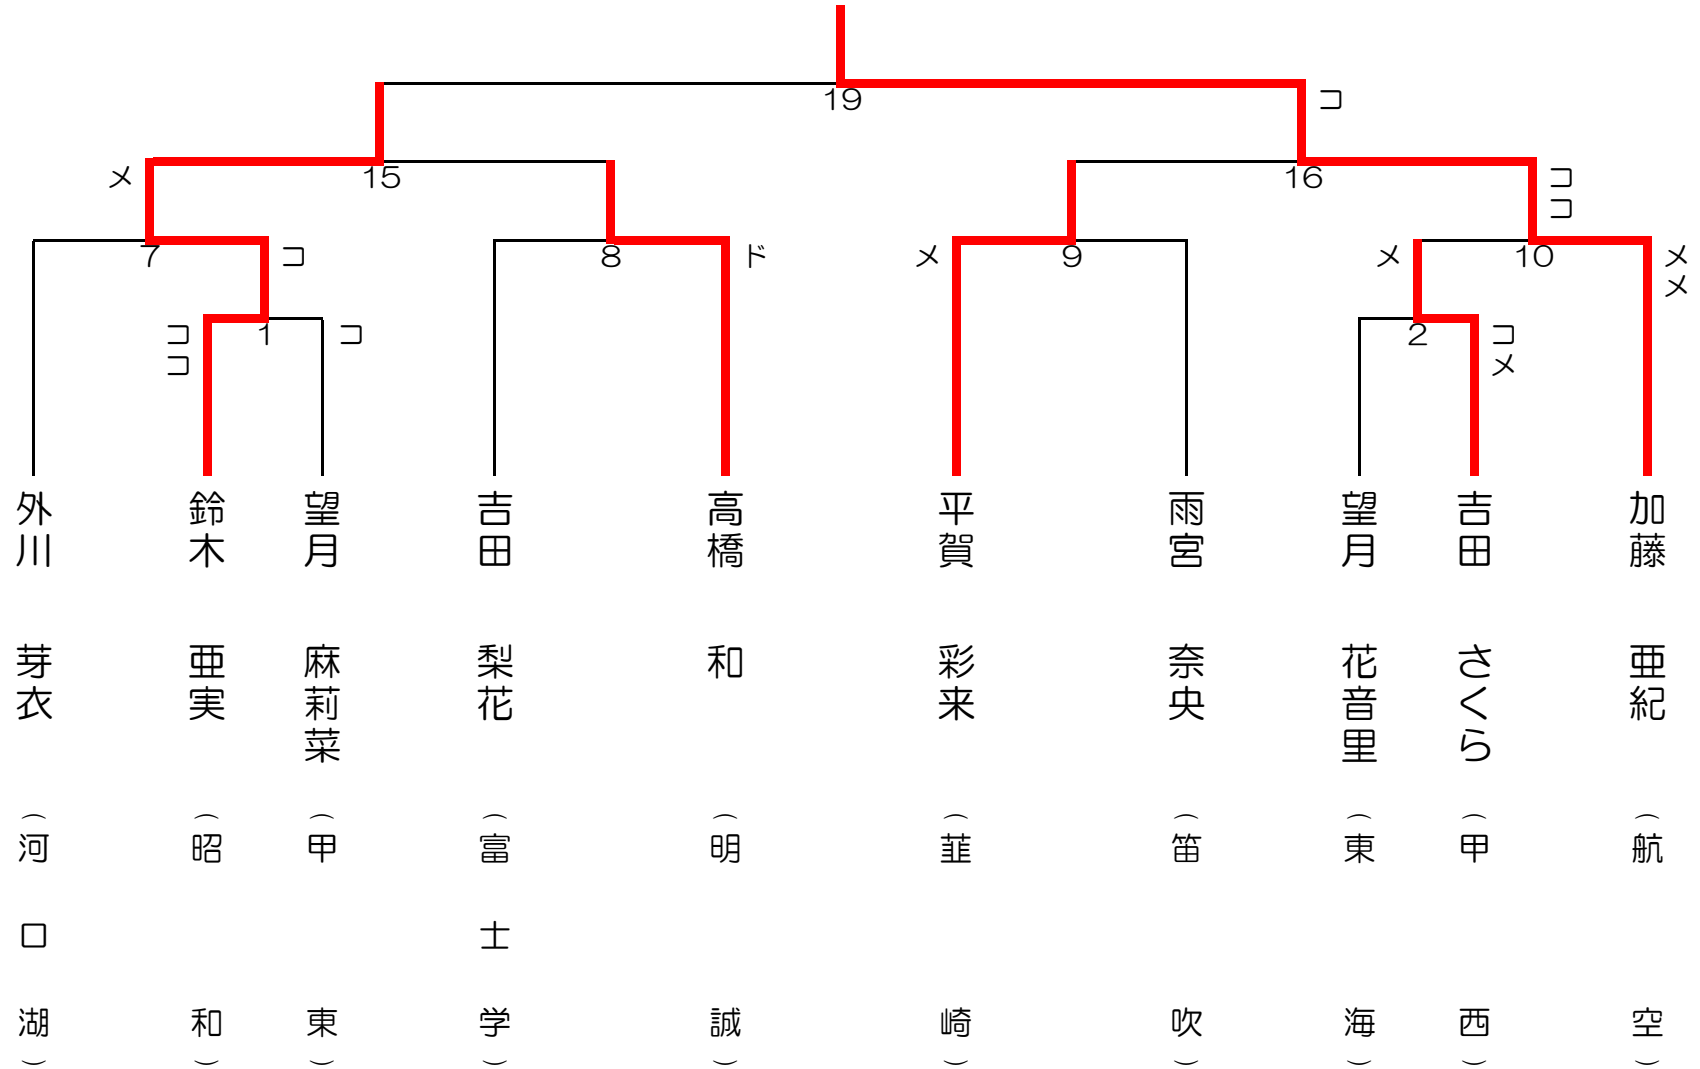 19
コ
メ
15
16
ココ
7
コ
8
ド
メ
9
メ
10
メメ
ココ
1
コ
2
コメ
外川 芽衣 (河口湖)
鈴木 亜実 (昭和)
望月 麻莉菜 (甲東)
吉田 梨花 (富士学)
高橋 和 (明誠)
平賀 彩来 (韮崎)
雨宮 奈央 (笛吹)
望月 花音里 (東海)
吉田 さくら (甲西)
加藤 亜紀 (航空)